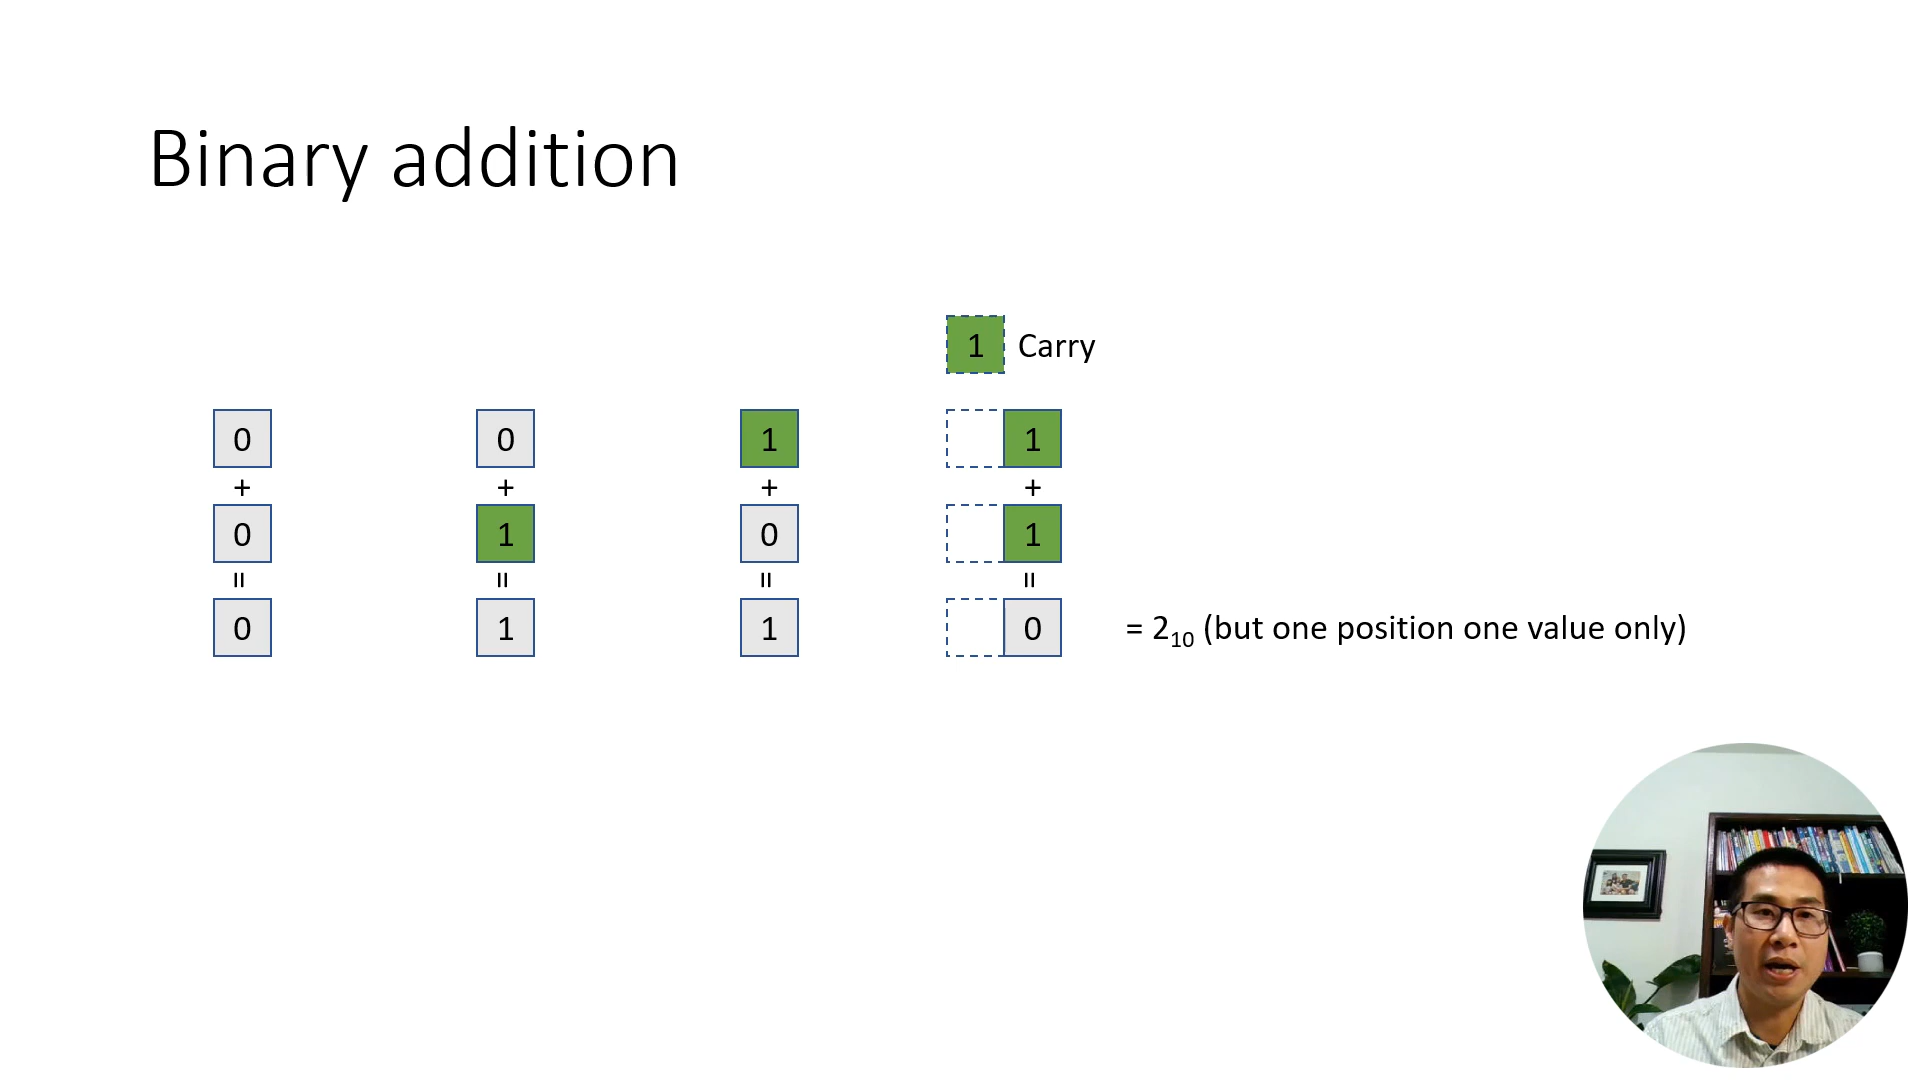 Binary addition
1 Carry
0 0 1 1
+ + + +
0 1 0 1
= = = =
0 1 1 0 = 2₁₀ (but one position one value only)